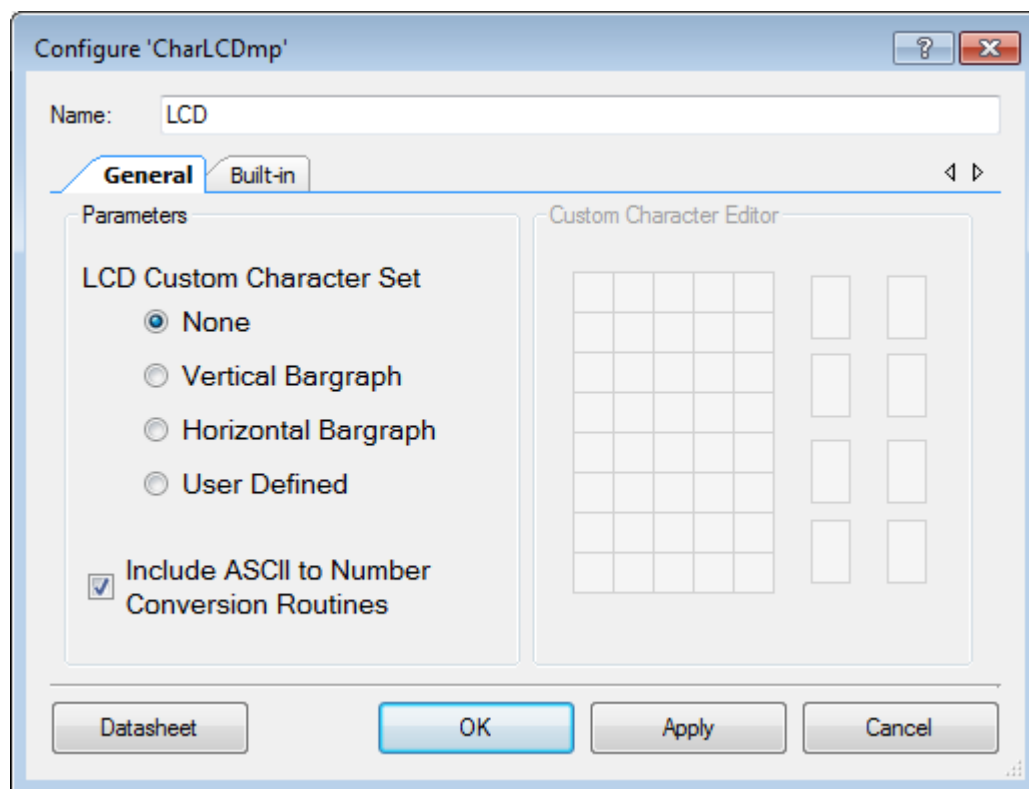 Configure 'CharLCDmp'
Name: LCD
General Built-in
Parameters
Custom Character Editor
LCD Custom Character Set
None
Vertical Bargraph
Horizontal Bargraph
User Defined
Include ASCII to Number
Conversion Routines
Datasheet OK Apply Cancel